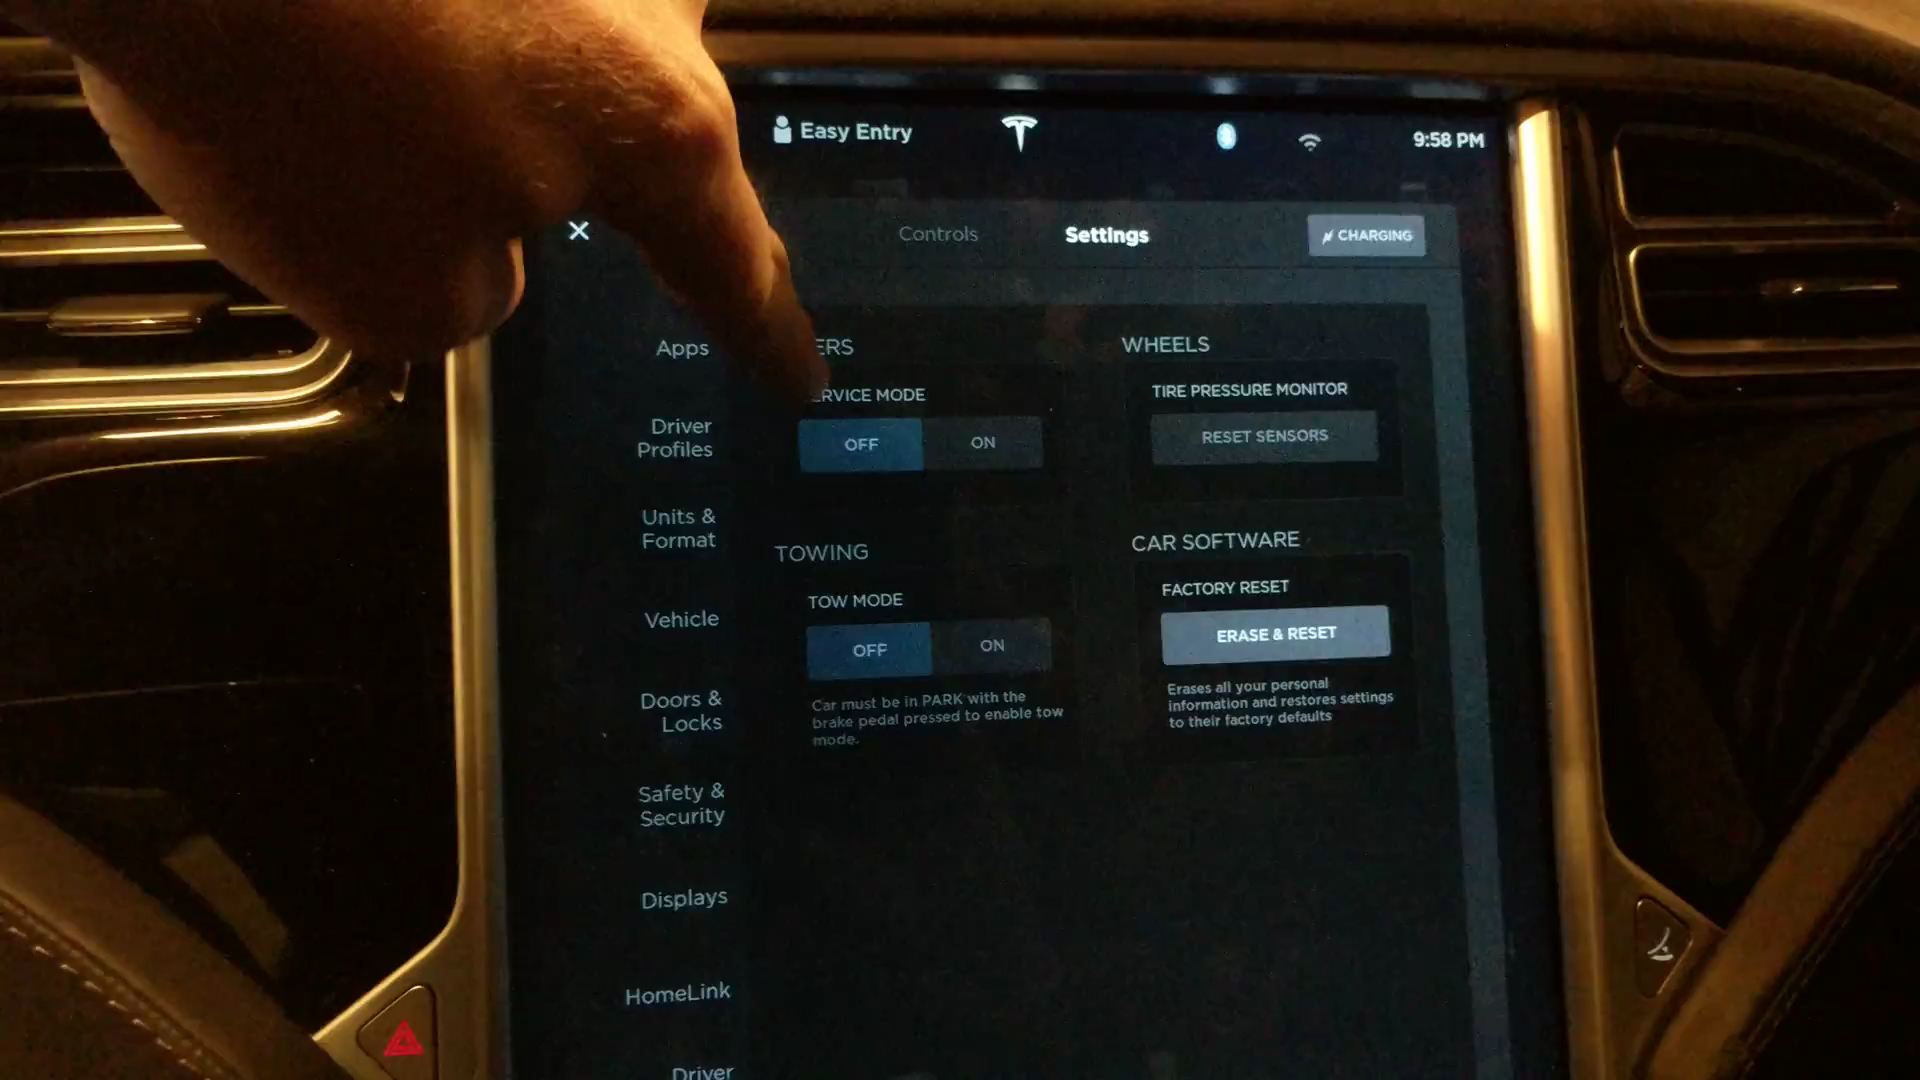 Easy Entry
9:58 PM
Controls
Settings
CHARGING
Apps
Driver
Profiles
Units &
Format
Vehicle
Doors &
Locks
Safety &
Security
Displays
HomeLink
Driver
ERS
ERVICE MODE
OFF
ON
TOWING
TOW MODE
OFF
ON
Car must be in PARK with the
brake pedal pressed to enable tow
mode.
WHEELS
TIRE PRESSURE MONITOR
RESET SENSORS
CAR SOFTWARE
FACTORY RESET
ERASE & RESET
Erases all your personal
information and restores settings
to their factory defaults